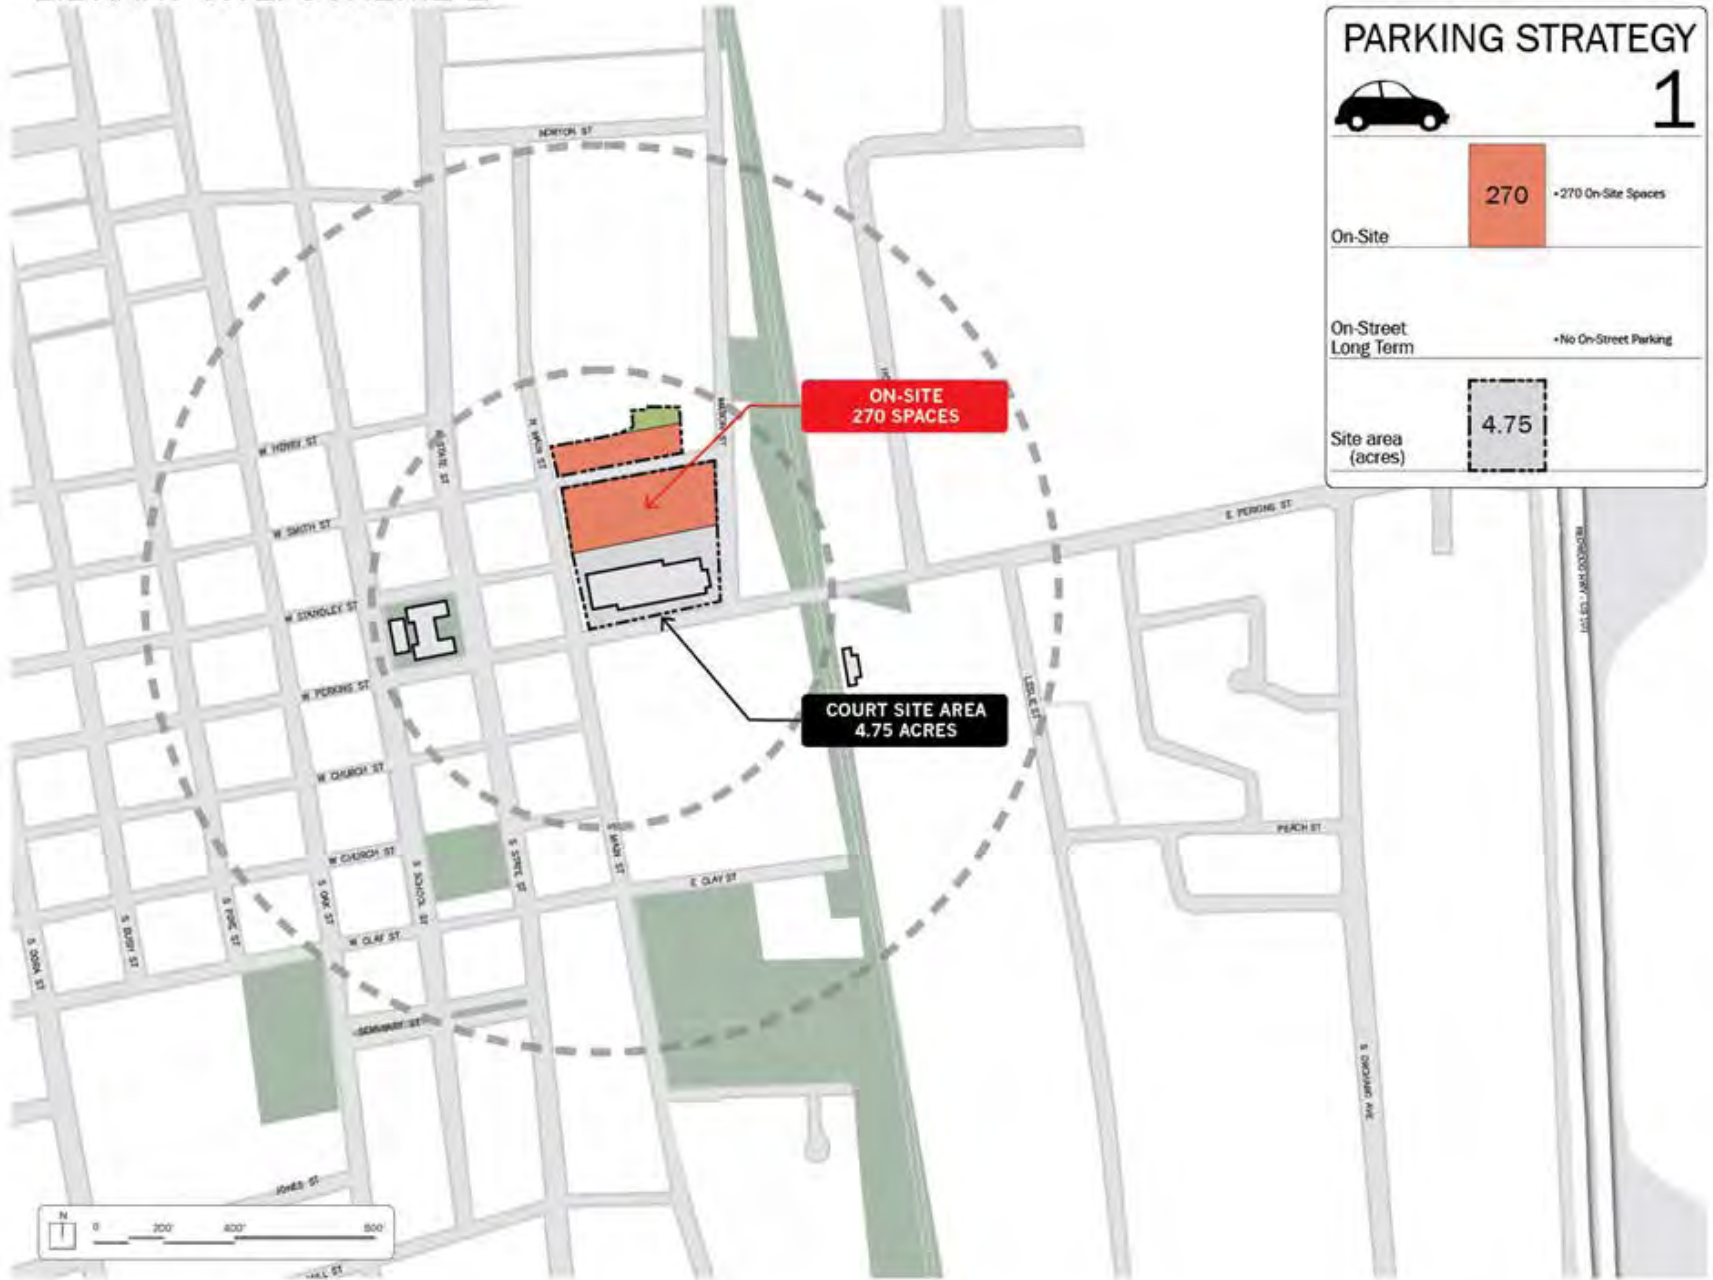 PARKING STRATEGY
1
270
• 270 On-Site Spaces
On-Site
On-Street
Long Term
• No On-Street Parking
4.75
Site area
(acres)
NORTON ST
ON-SITE
270 SPACES
W HENRY ST
N STATE ST
N MAIN ST
MASON ST
W SMITH ST
E PERKINS ST
W STANDLEY ST
W PERKINS ST
LESLIE ST
COURT SITE AREA
4.75 ACRES
W CHURCH ST
PEACH ST
W CHURCH ST
S STATE ST
MAIN ST
S SCHOOL ST
E CLAY ST
S OAK ST
S PINE ST
S BUSH ST
W CLAY ST
S DORA ST
SEMINARY ST
S ORCHARD AVE
JONES ST
N
0 200' 400' 800'
MILL ST